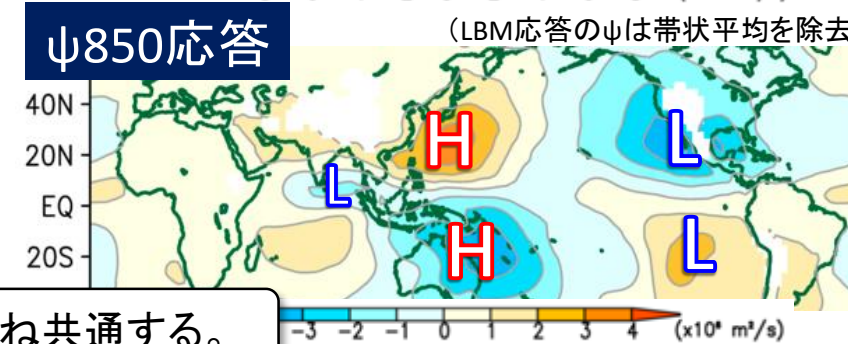 ψ850応答
（LBM応答のψは帯状平均を除去
40N
20N
EQ
20S
H
L
L
H
L
ね共通する。
-3 -2 -1 0 1 2 3 4 (x10⁶ m²/s)